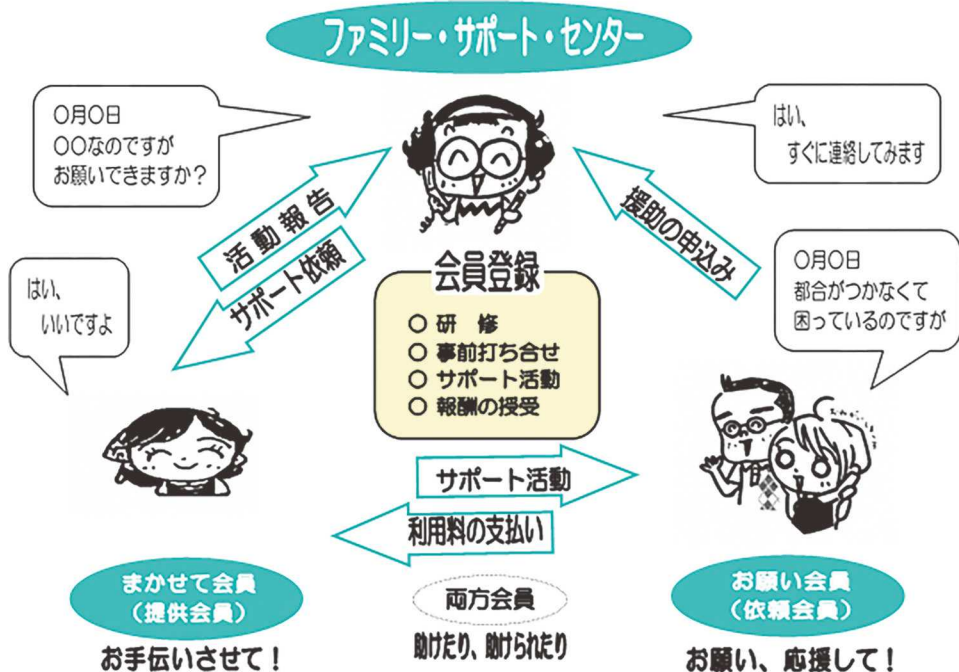 ファミリー・サポート・センター
〇月〇日
〇〇なのですが
お願いできますか？
はい、
すぐに連絡してみます
活動報告
サポート依頼
援助の申込み
会員登録
〇 研　修
〇 事前打ち合せ
〇 サポート活動
〇 報酬の授受
はい、
いいですよ
〇月〇日
都合がつかなくて
困っているのですが
サポート活動
利用料の支払い
まかせて会員
（提供会員）
お手伝いさせて！
両方会員
助けたり、助けられたり
お願い会員
（依頼会員）
お願い、応援して！